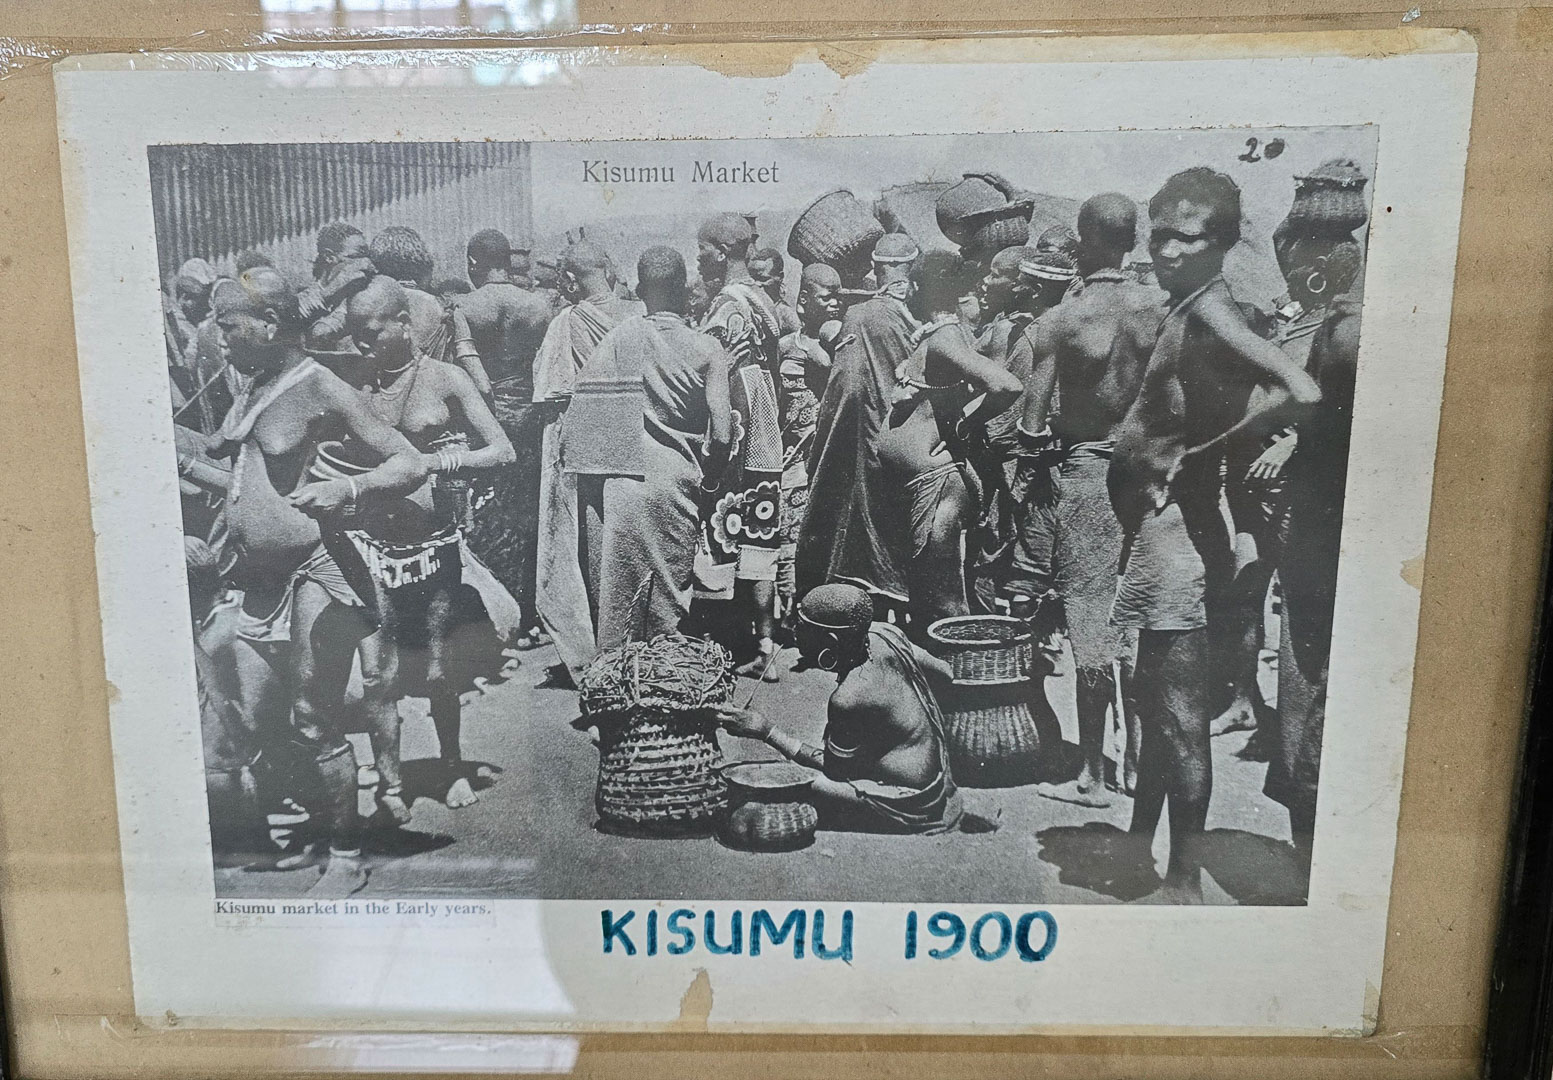 Kisumu Market
20
Kisumu market in the Early years.
KISUMU 1900